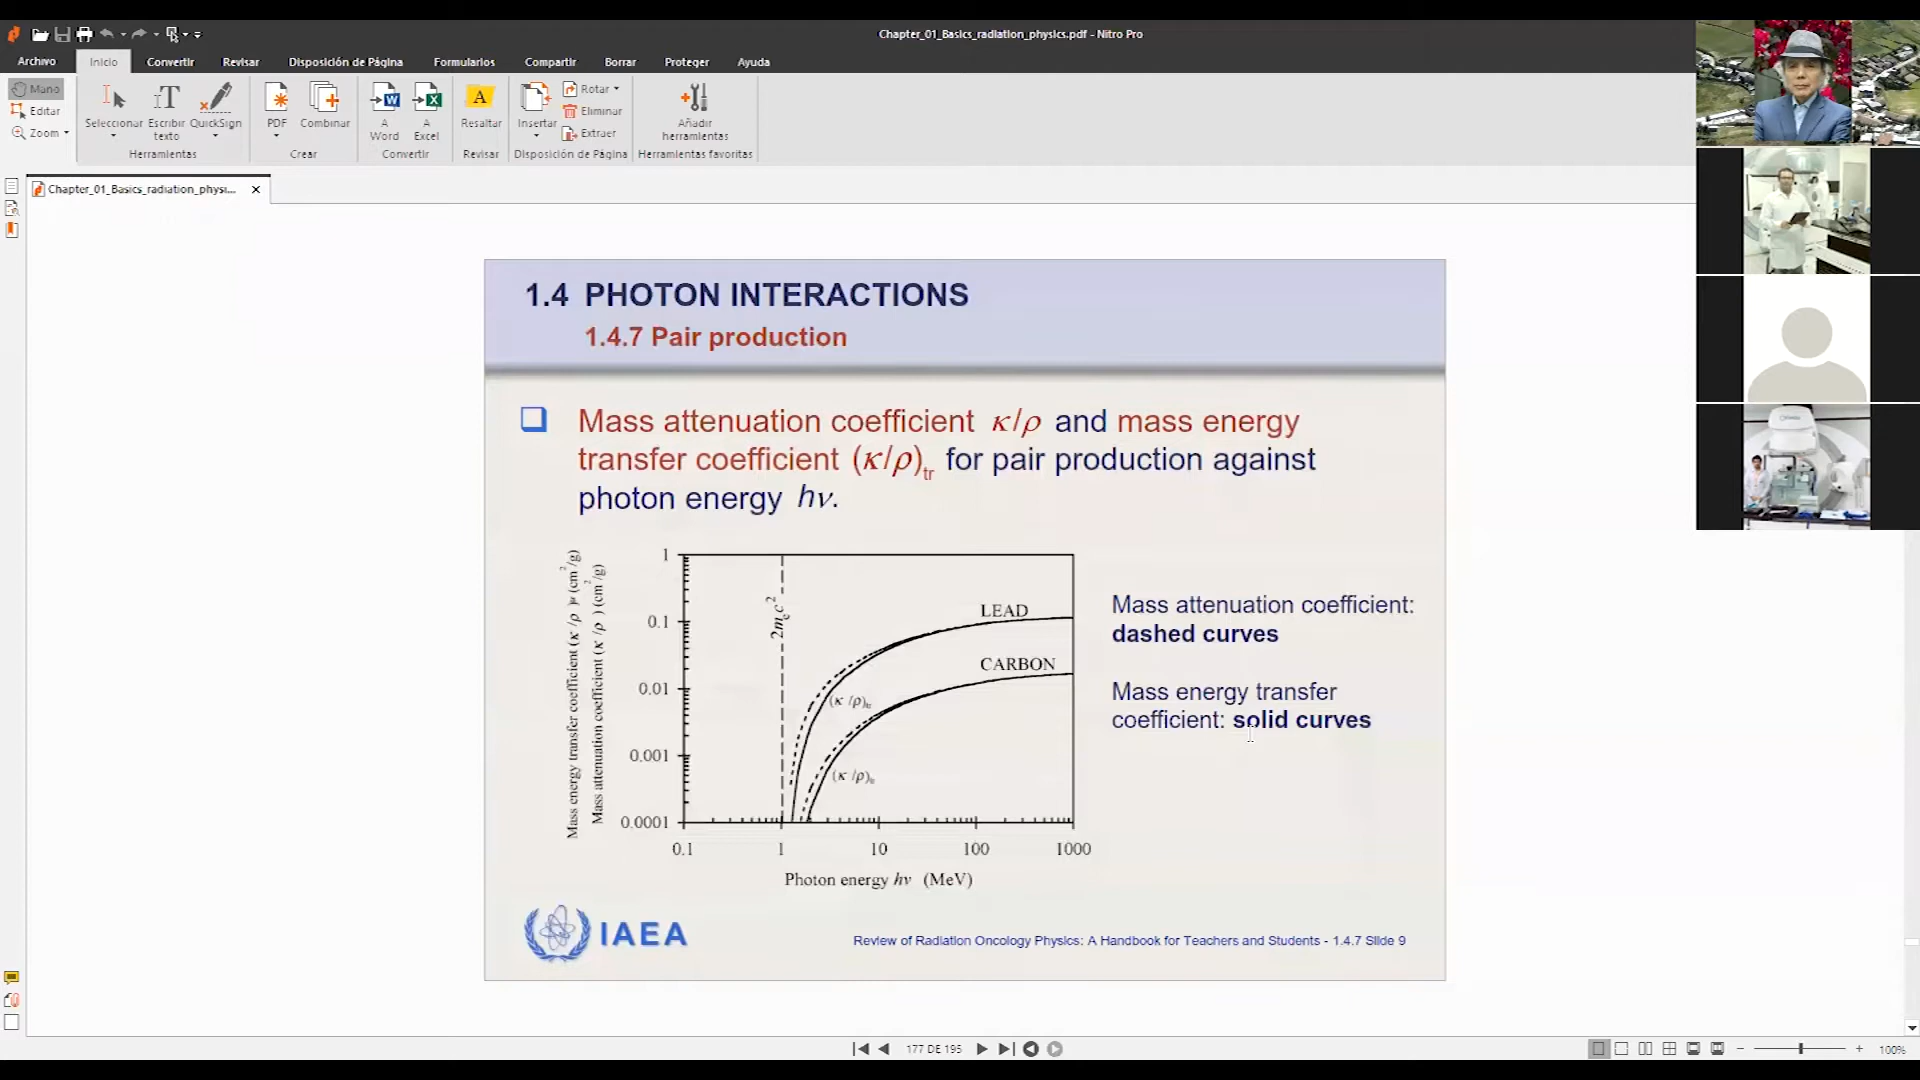 Chapter_01_Basics_radiation_physics.pdf - Nitro Pro
Archivo Inicio Convertir Revisar Disposición de Página Formularios Compartir Borrar Proteger Ayuda
Mano
Editar
Zoom
Seleccionar
Escribir texto
QuickSign
Herramientas
PDF
Combinar
Crear
A Word
A Excel
Convertir
Resaltar
Revisar
Insertar
Rotar
Eliminar
Extraer
Disposición de Página
Añadir herramientas
Herramientas favoritas
Chapter_01_Basics_radiation_physi...
1.4 PHOTON INTERACTIONS
1.4.7 Pair production
Mass attenuation coefficient κ/ρ and mass energy
transfer coefficient (κ/ρ)tr for pair production against
photon energy hν.
Mass energy transfer coefficient (κ/ρ)tr (cm²/g)
Mass attenuation coefficient (κ/ρ) (cm²/g)
1
0.1
0.01
0.001
0.0001
2mₑc²
LEAD
CARBON
(κ/ρ)tr
(κ/ρ)tr
0.1 1 10 100 1000
Photon energy hν (MeV)
Mass attenuation coefficient:
dashed curves
Mass energy transfer
coefficient: solid curves
IAEA
Review of Radiation Oncology Physics: A Handbook for Teachers and Students - 1.4.7 Slide 9
177 DE 195
100%